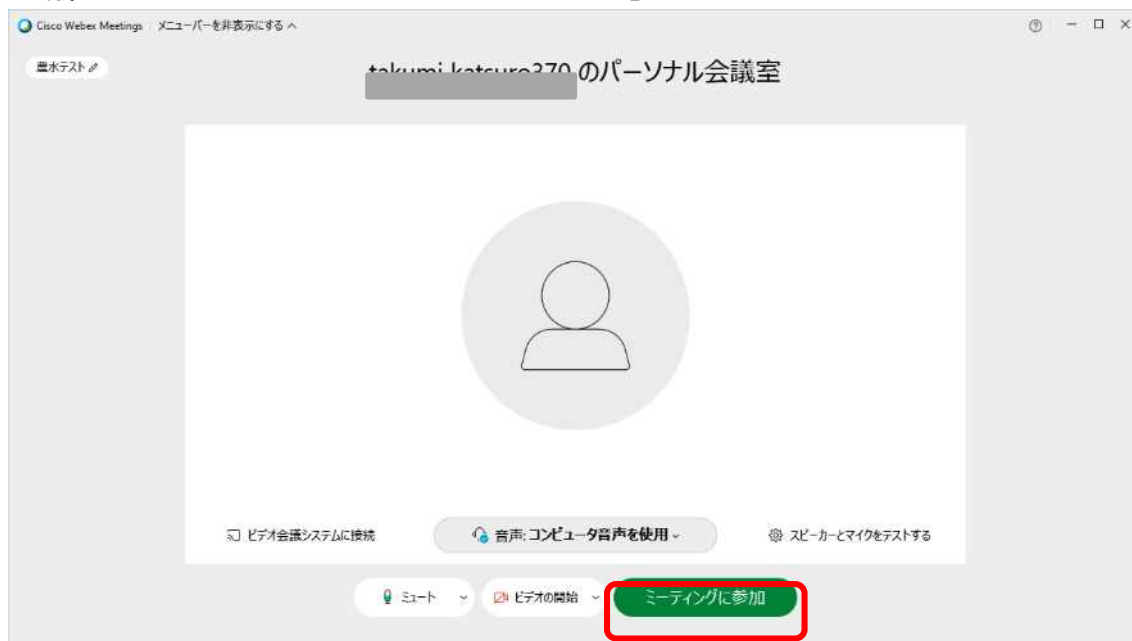 Cisco Webex Meetings メニューバーを非表示にする
豊水テスト
のパーソナル会議室
ビデオ会議システムに接続
音声: コンピュータ音声を使用
スピーカーとマイクをテストする
ミュート
ビデオの開始
ミーティングに参加